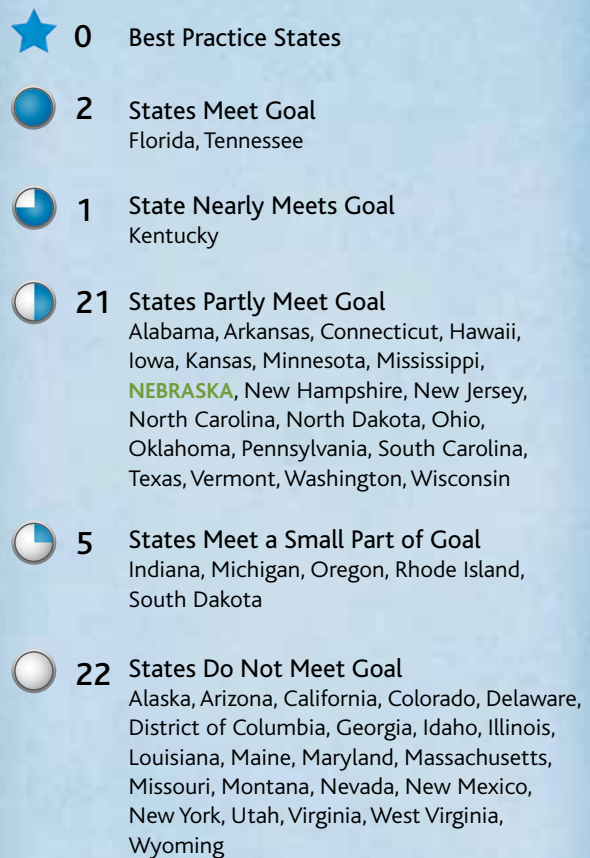 0 Best Practice States
2 States Meet Goal
Florida, Tennessee
1 State Nearly Meets Goal
Kentucky
21 States Partly Meet Goal
Alabama, Arkansas, Connecticut, Hawaii,
Iowa, Kansas, Minnesota, Mississippi,
NEBRASKA, New Hampshire, New Jersey,
North Carolina, North Dakota, Ohio,
Oklahoma, Pennsylvania, South Carolina,
Texas, Vermont, Washington, Wisconsin
5 States Meet a Small Part of Goal
Indiana, Michigan, Oregon, Rhode Island,
South Dakota
22 States Do Not Meet Goal
Alaska, Arizona, California, Colorado, Delaware,
District of Columbia, Georgia, Idaho, Illinois,
Louisiana, Maine, Maryland, Massachusetts,
Missouri, Montana, Nevada, New Mexico,
New York, Utah, Virginia, West Virginia,
Wyoming